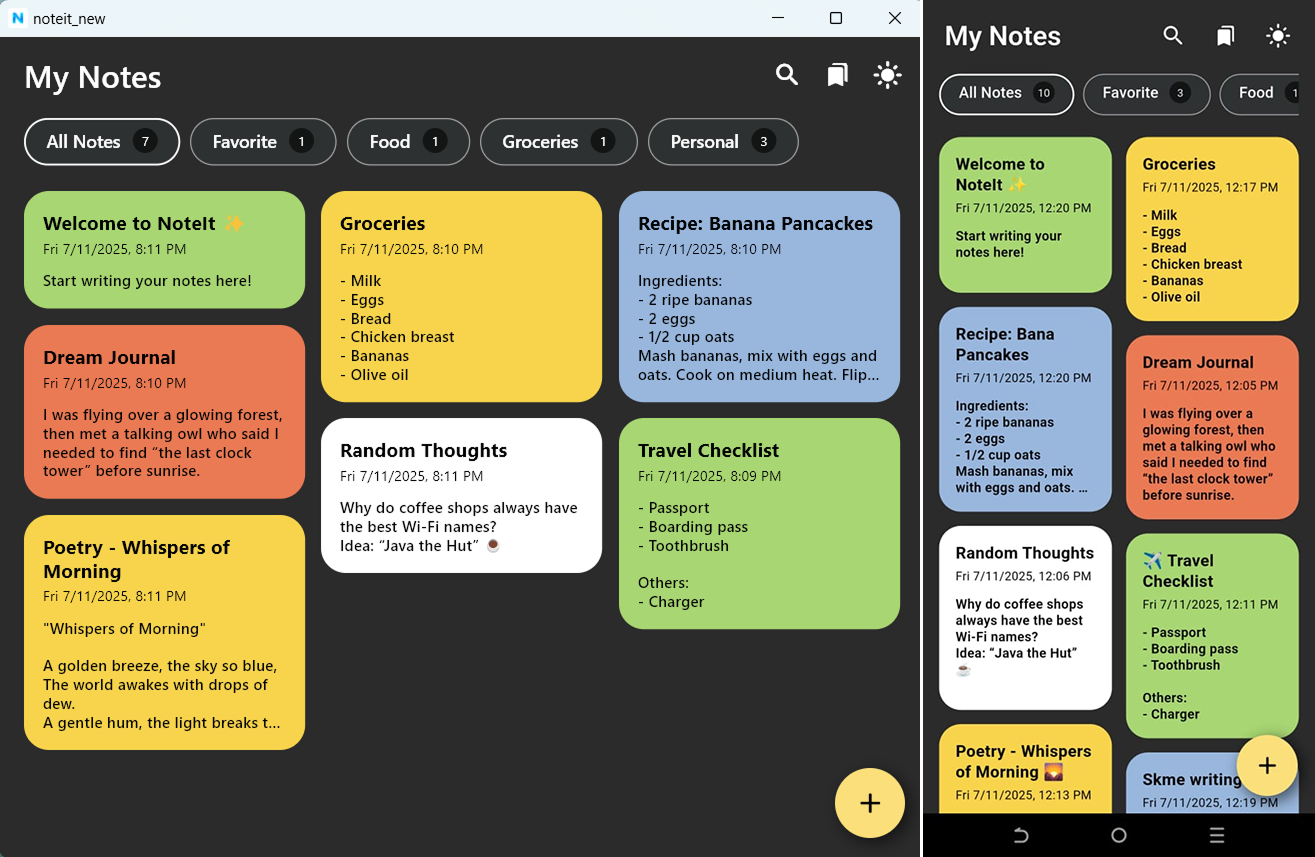 noteit_new
My Notes
All Notes 7
Favorite 1
Food 1
Groceries 1
Personal 3
Welcome to NoteIt ✨
Fri 7/11/2025, 8:11 PM
Start writing your notes here!
Dream Journal
Fri 7/11/2025, 8:10 PM
I was flying over a glowing forest,
then met a talking owl who said I
needed to find “the last clock
tower” before sunrise.
Poetry - Whispers of
Morning
Fri 7/11/2025, 8:11 PM
"Whispers of Morning"
A golden breeze, the sky so blue,
The world awakes with drops of
dew.
A gentle hum, the light breaks t...
Groceries
Fri 7/11/2025, 8:10 PM
- Milk
- Eggs
- Bread
- Chicken breast
- Bananas
- Olive oil
Random Thoughts
Fri 7/11/2025, 8:11 PM
Why do coffee shops always have
the best Wi-Fi names?
Idea: “Java the Hut” ☕
Recipe: Banana Pancackes
Fri 7/11/2025, 8:10 PM
Ingredients:
- 2 ripe bananas
- 2 eggs
- 1/2 cup oats
Mash bananas, mix with eggs and
oats. Cook on medium heat. Flip...
Travel Checklist
Fri 7/11/2025, 8:09 PM
- Passport
- Boarding pass
- Toothbrush
Others:
- Charger
My Notes
All Notes 10
Favorite 3
Food 1
Welcome to
NoteIt ✨
Fri 7/11/2025, 12:20 PM
Start writing your
notes here!
Recipe: Bana
Pancakes
Fri 7/11/2025, 12:20 PM
Ingredients:
- 2 ripe bananas
- 2 eggs
- 1/2 cup oats
Mash bananas, mix
with eggs and oats. ...
Random Thoughts
Fri 7/11/2025, 12:06 PM
Why do coffee shops
always have the best
Wi-Fi names?
Idea: “Java the Hut”
☕
Poetry - Whispers
of Morning 🌄
Fri 7/11/2025, 12:13 PM
Groceries
Fri 7/11/2025, 12:17 PM
- Milk
- Eggs
- Bread
- Chicken breast
- Bananas
- Olive oil
Dream Journal
Fri 7/11/2025, 12:05 PM
I was flying over a
glowing forest, then
met a talking owl who
said I needed to find
“the last clock tower”
before sunrise.
✈️ Travel
Checklist
Fri 7/11/2025, 12:11 PM
- Passport
- Boarding pass
- Toothbrush
Others:
- Charger
Skme writing
Fri 7/11/2025, 12:19 PM